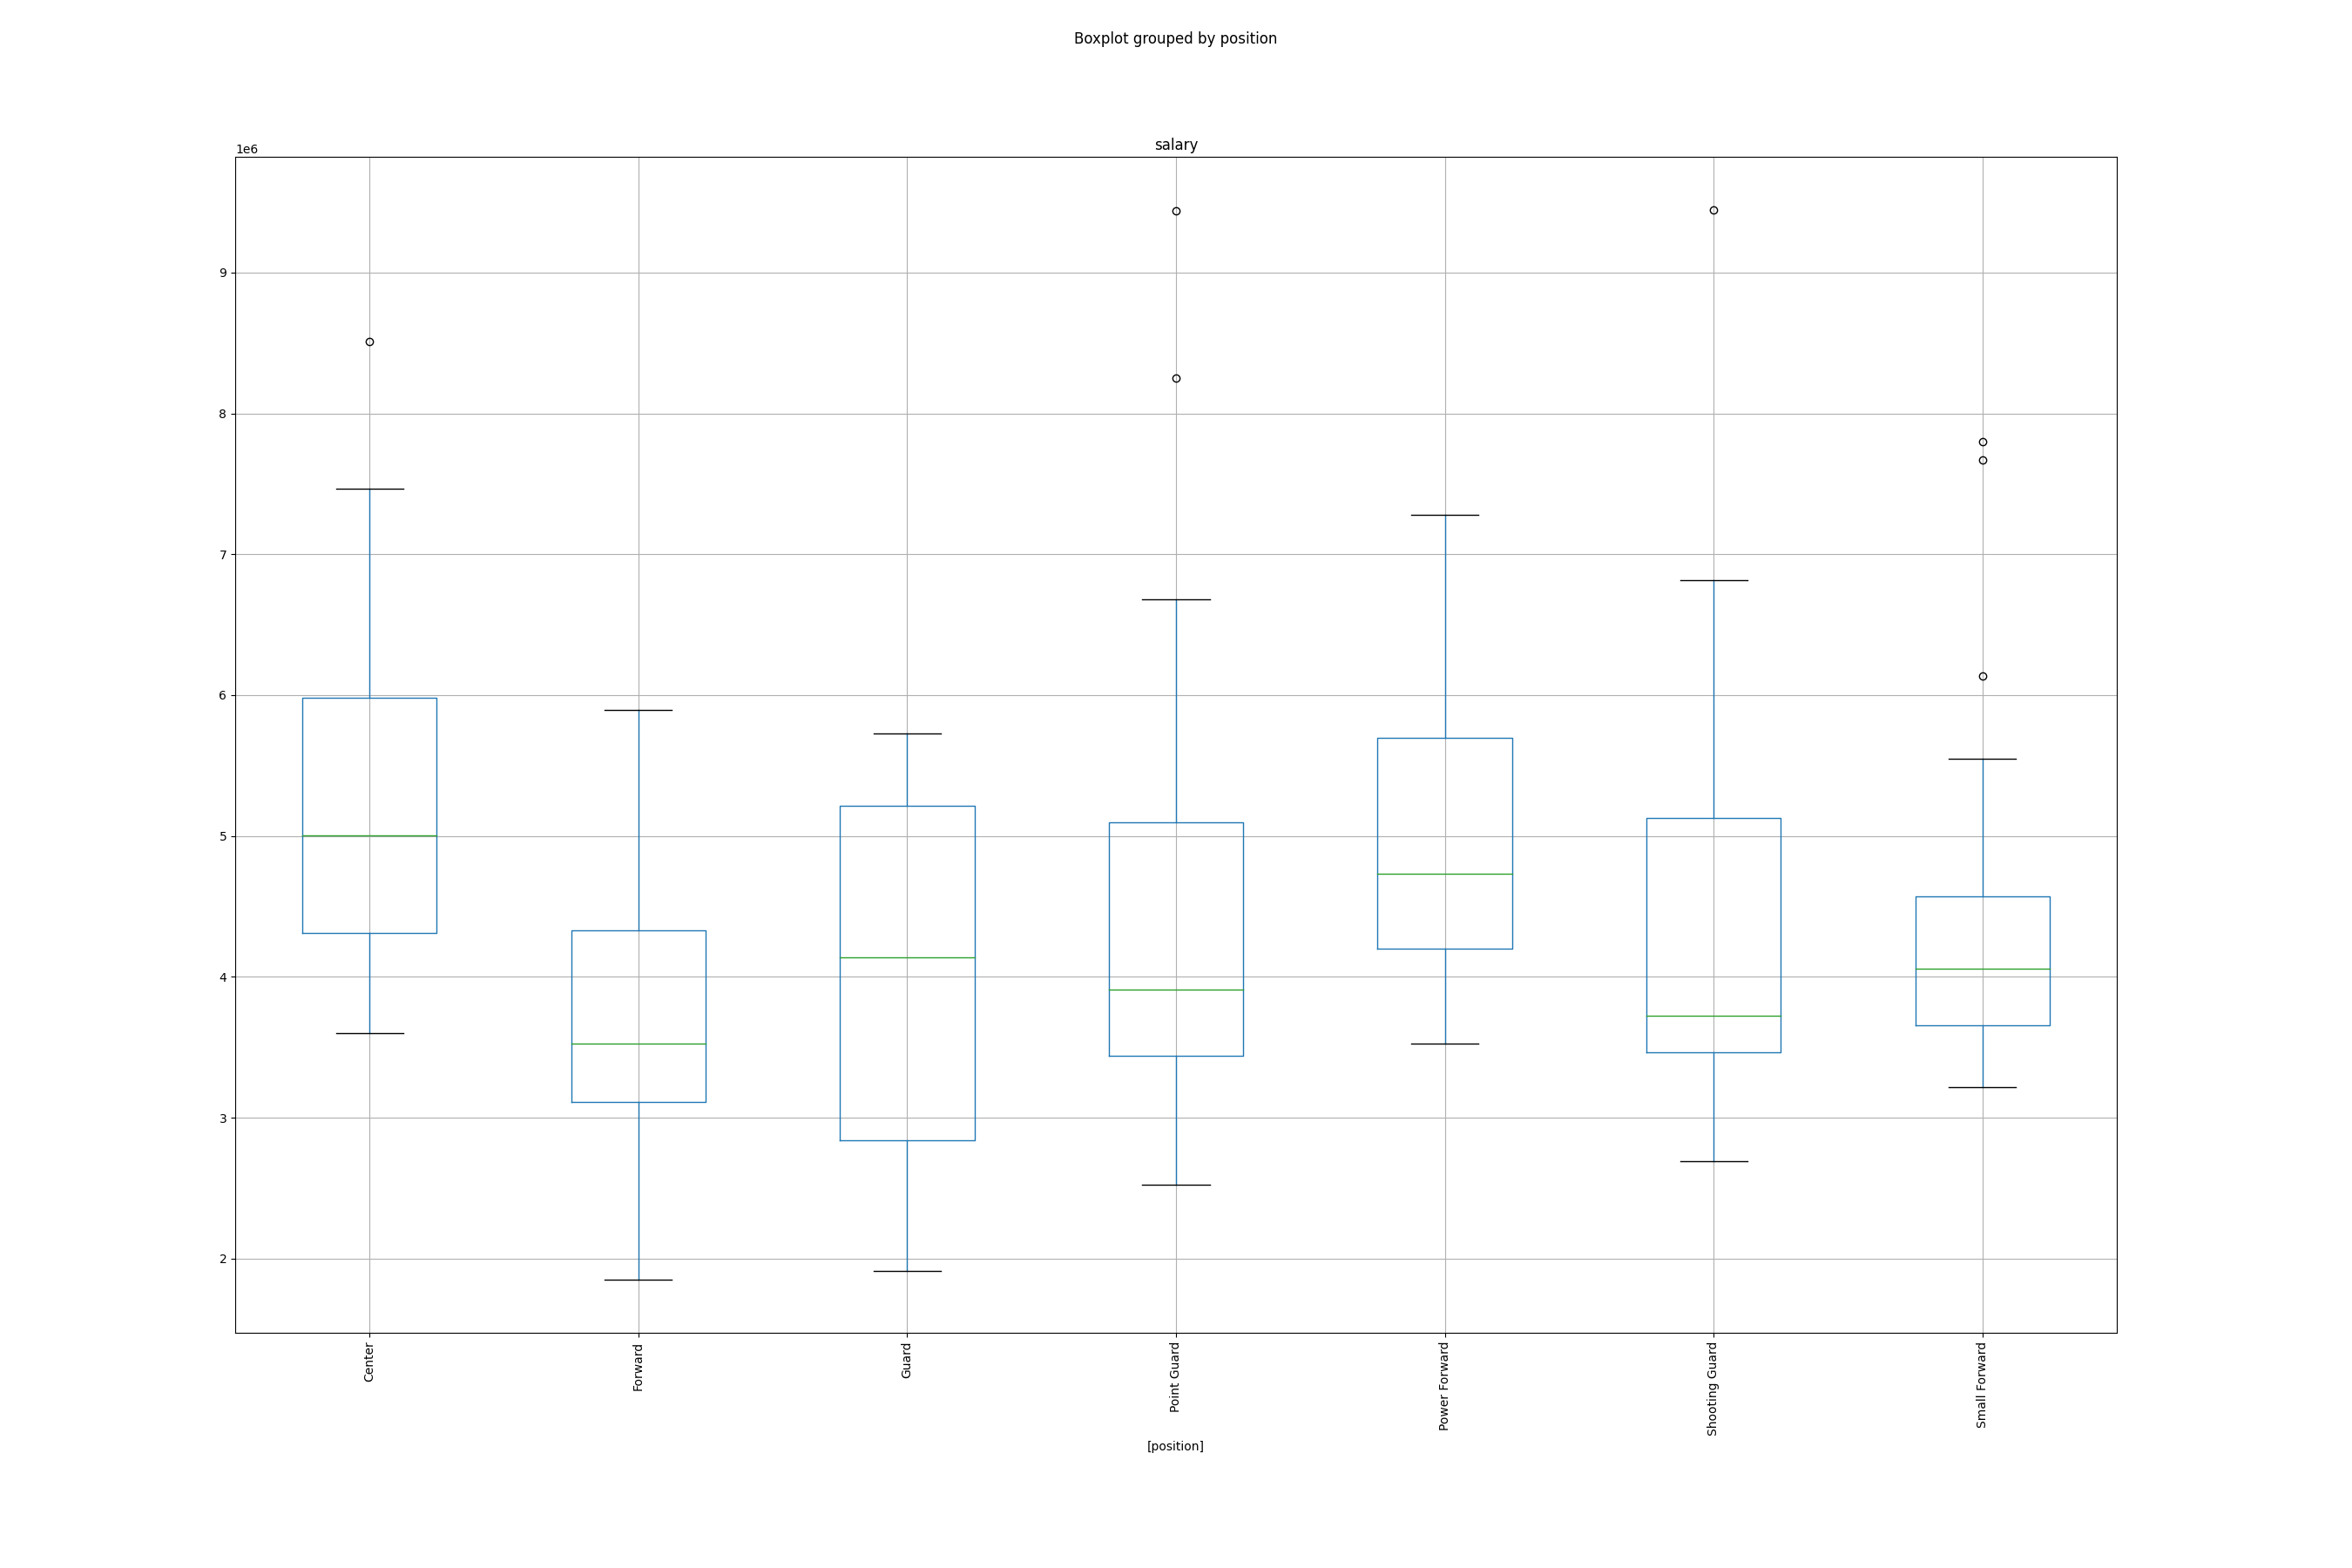 Boxplot grouped by position
salary
1e6
9
8
7
6
5
4
3
2
Center
Forward
Guard
Point Guard
Power Forward
Shooting Guard
Small Forward
[position]